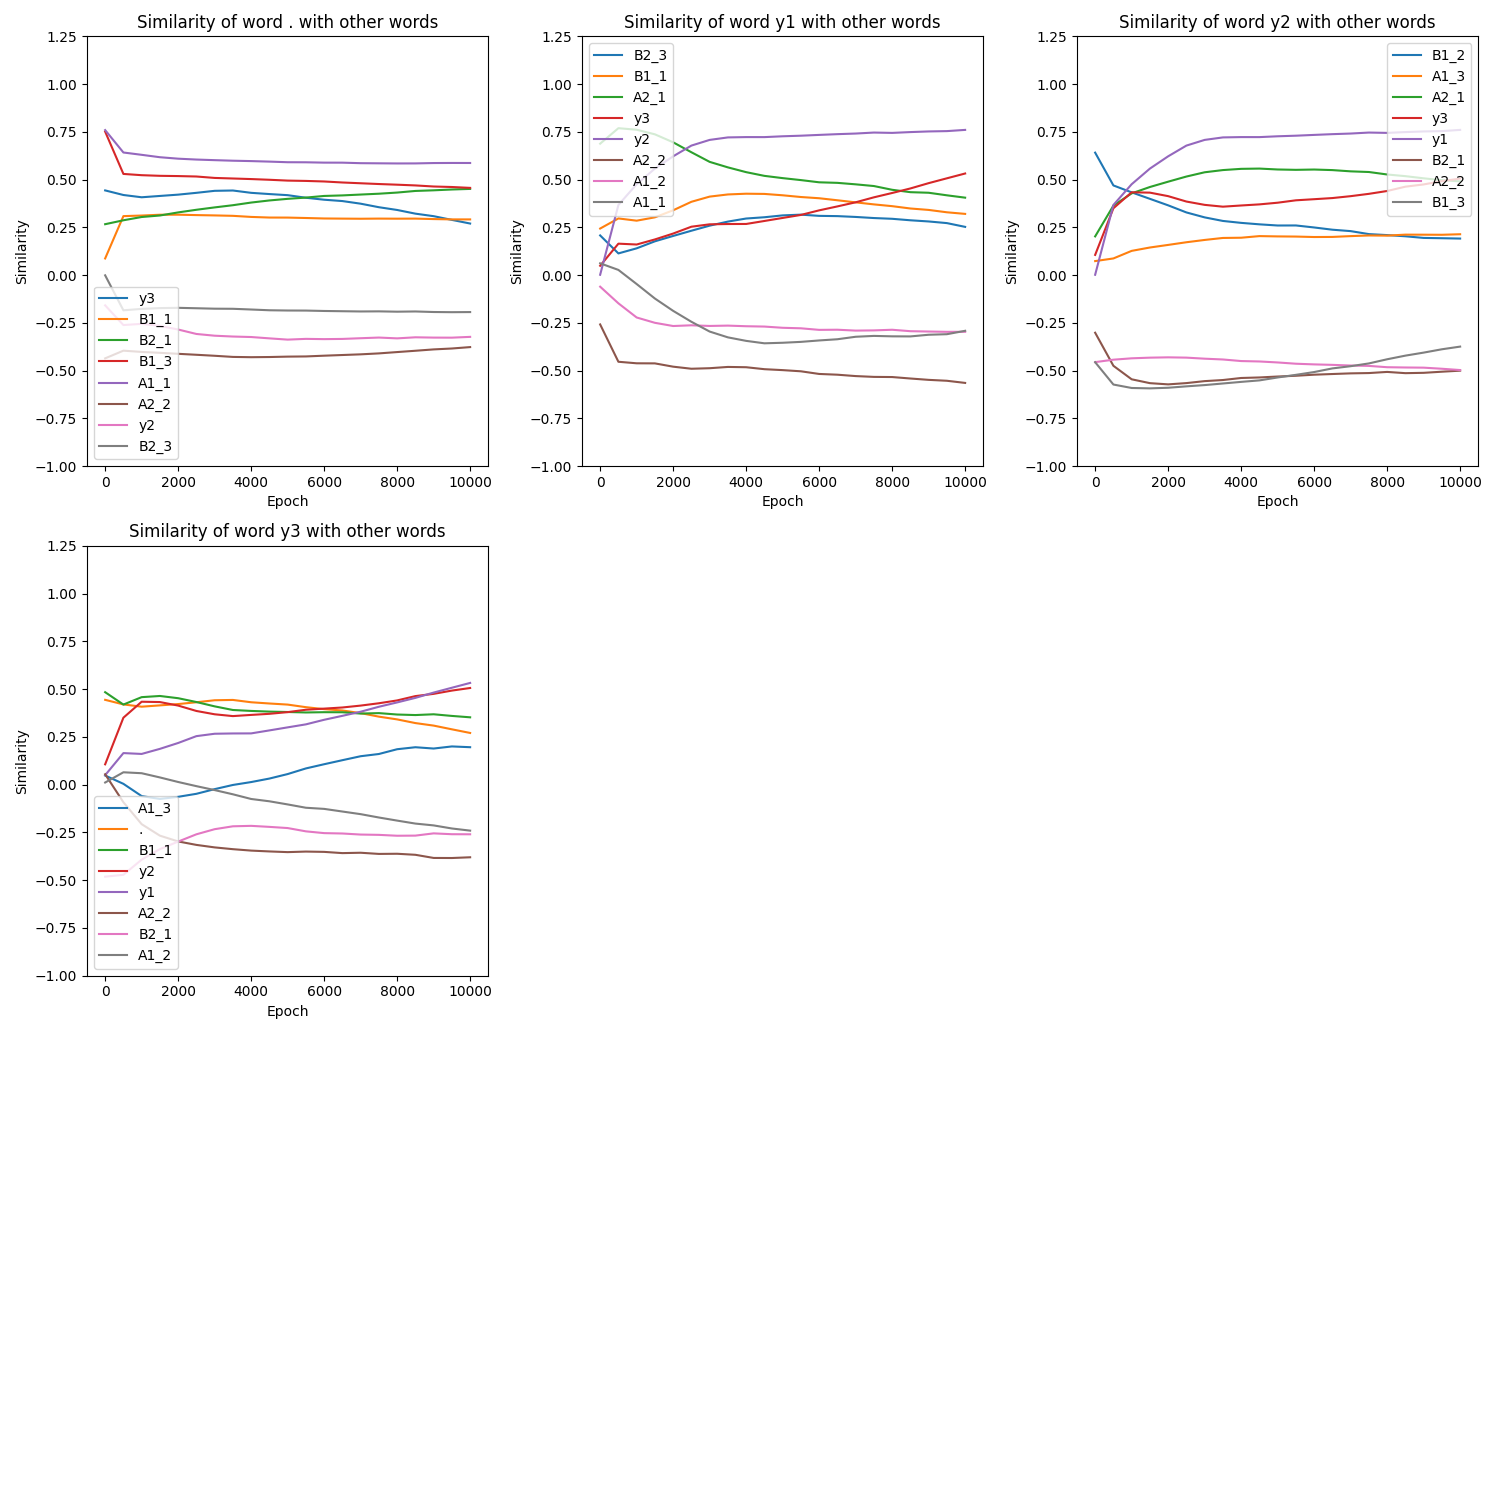 Similarity of word . with other words
1.25
1.00
0.75
0.50
0.25
0.00
−0.25
−0.50
−0.75
−1.00
Similarity
y3
B1_1
B2_1
B1_3
A1_1
A2_2
y2
B2_3
0 2000 4000 6000 8000 10000
Epoch
Similarity of word y1 with other words
1.25
1.00
0.75
0.50
0.25
0.00
−0.25
−0.50
−0.75
−1.00
Similarity
B2_3
B1_1
A2_1
y3
y2
A2_2
A1_2
A1_1
0 2000 4000 6000 8000 10000
Epoch
Similarity of word y2 with other words
1.25
1.00
0.75
0.50
0.25
0.00
−0.25
−0.50
−0.75
−1.00
Similarity
B1_2
A1_3
A2_1
y3
y1
B2_1
A2_2
B1_3
0 2000 4000 6000 8000 10000
Epoch
Similarity of word y3 with other words
1.25
1.00
0.75
0.50
0.25
0.00
−0.25
−0.50
−0.75
−1.00
Similarity
A1_3
.
B1_1
y2
y1
A2_2
B2_1
A1_2
0 2000 4000 6000 8000 10000
Epoch